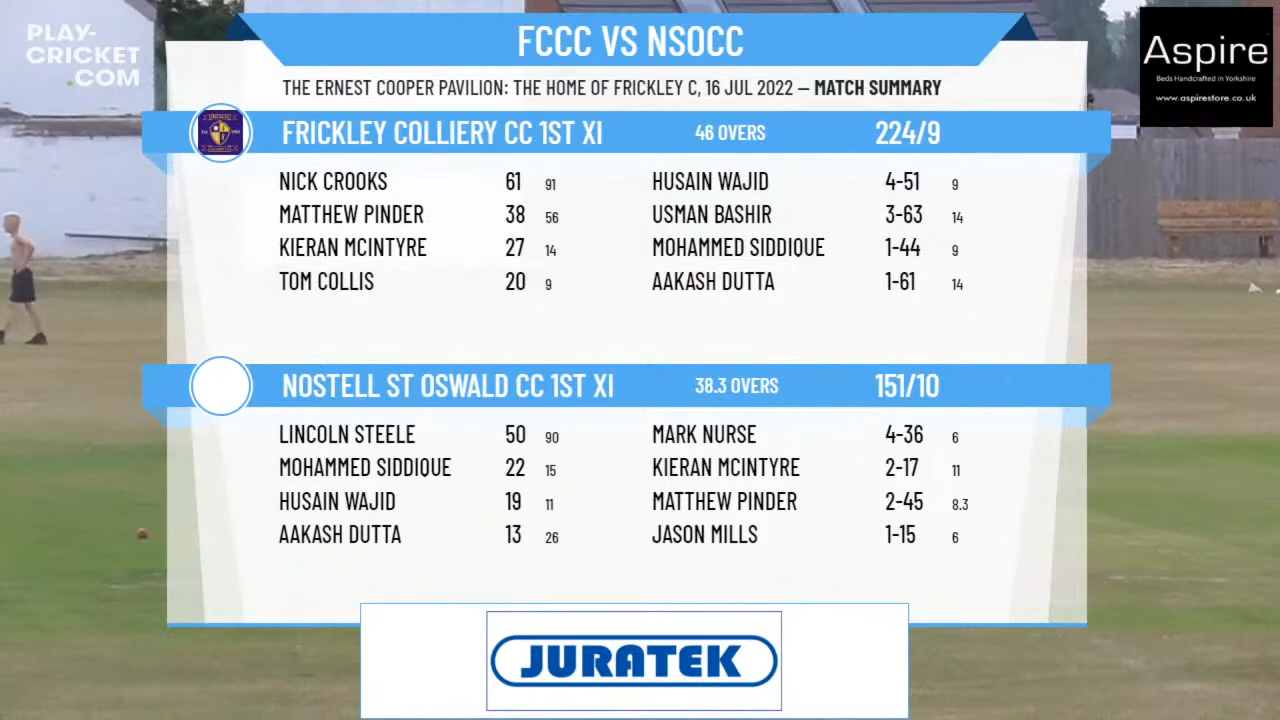 PLAY-
CRICKET
.COM
FCCC VS NSOCC
Aspire
Beds Handcrafted in Yorkshire
www.aspirestore.co.uk
THE ERNEST COOPER PAVILION: THE HOME OF FRICKLEY C, 16 JUL 2022 – MATCH SUMMARY
FRICKLEY COLLIERY CC 1ST XI 46 OVERS 224/9
NICK CROOKS 61 91 HUSAIN WAJID 4-51 9
MATTHEW PINDER 38 56 USMAN BASHIR 3-63 14
KIERAN MCINTYRE 27 14 MOHAMMED SIDDIQUE 1-44 9
TOM COLLIS 20 9 AAKASH DUTTA 1-61 14
NOSTELL ST OSWALD CC 1ST XI 38.3 OVERS 151/10
LINCOLN STEELE 50 90 MARK NURSE 4-36 6
MOHAMMED SIDDIQUE 22 15 KIERAN MCINTYRE 2-17 11
HUSAIN WAJID 19 11 MATTHEW PINDER 2-45 8.3
AAKASH DUTTA 13 26 JASON MILLS 1-15 6
JURATEK